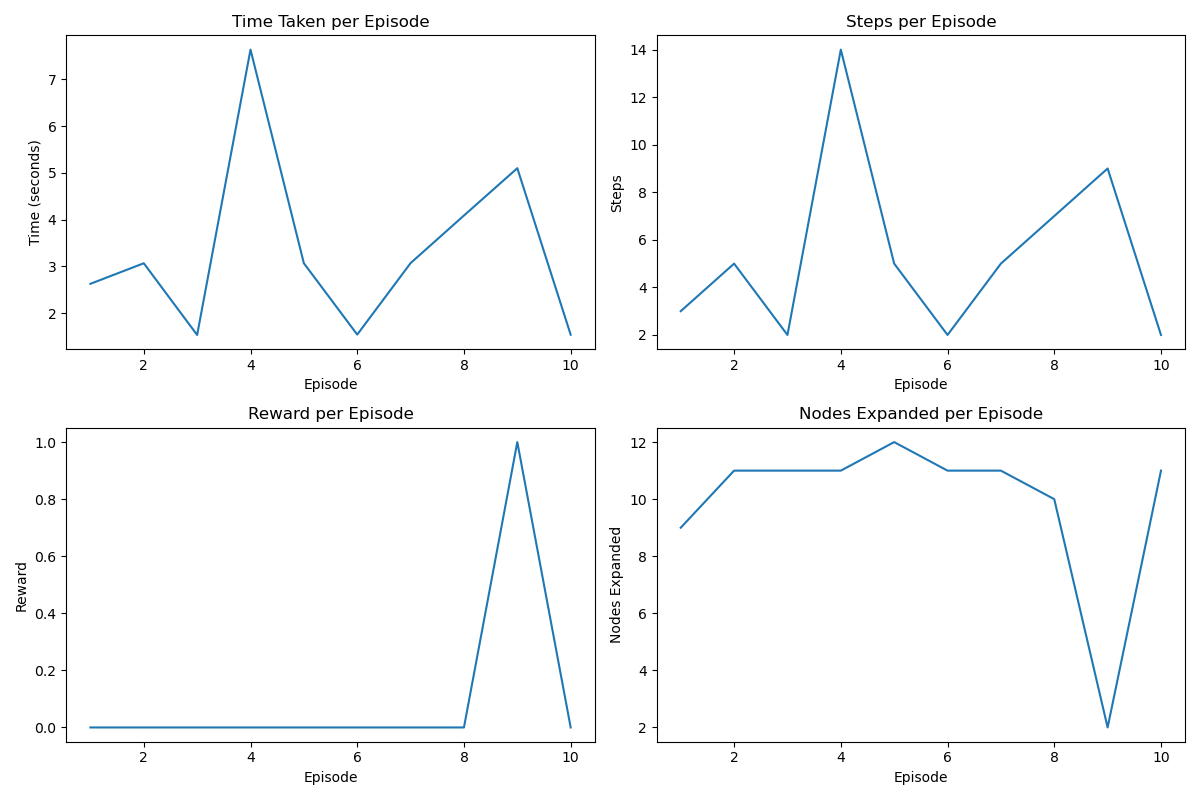 Time Taken per Episode
Time (seconds)
7
6
5
4
3
2
2 4 6 8 10
Episode
Steps per Episode
Steps
14
12
10
8
6
4
2
2 4 6 8 10
Episode
Reward per Episode
Reward
1.0
0.8
0.6
0.4
0.2
0.0
2 4 6 8 10
Episode
Nodes Expanded per Episode
Nodes Expanded
12
10
8
6
4
2
2 4 6 8 10
Episode